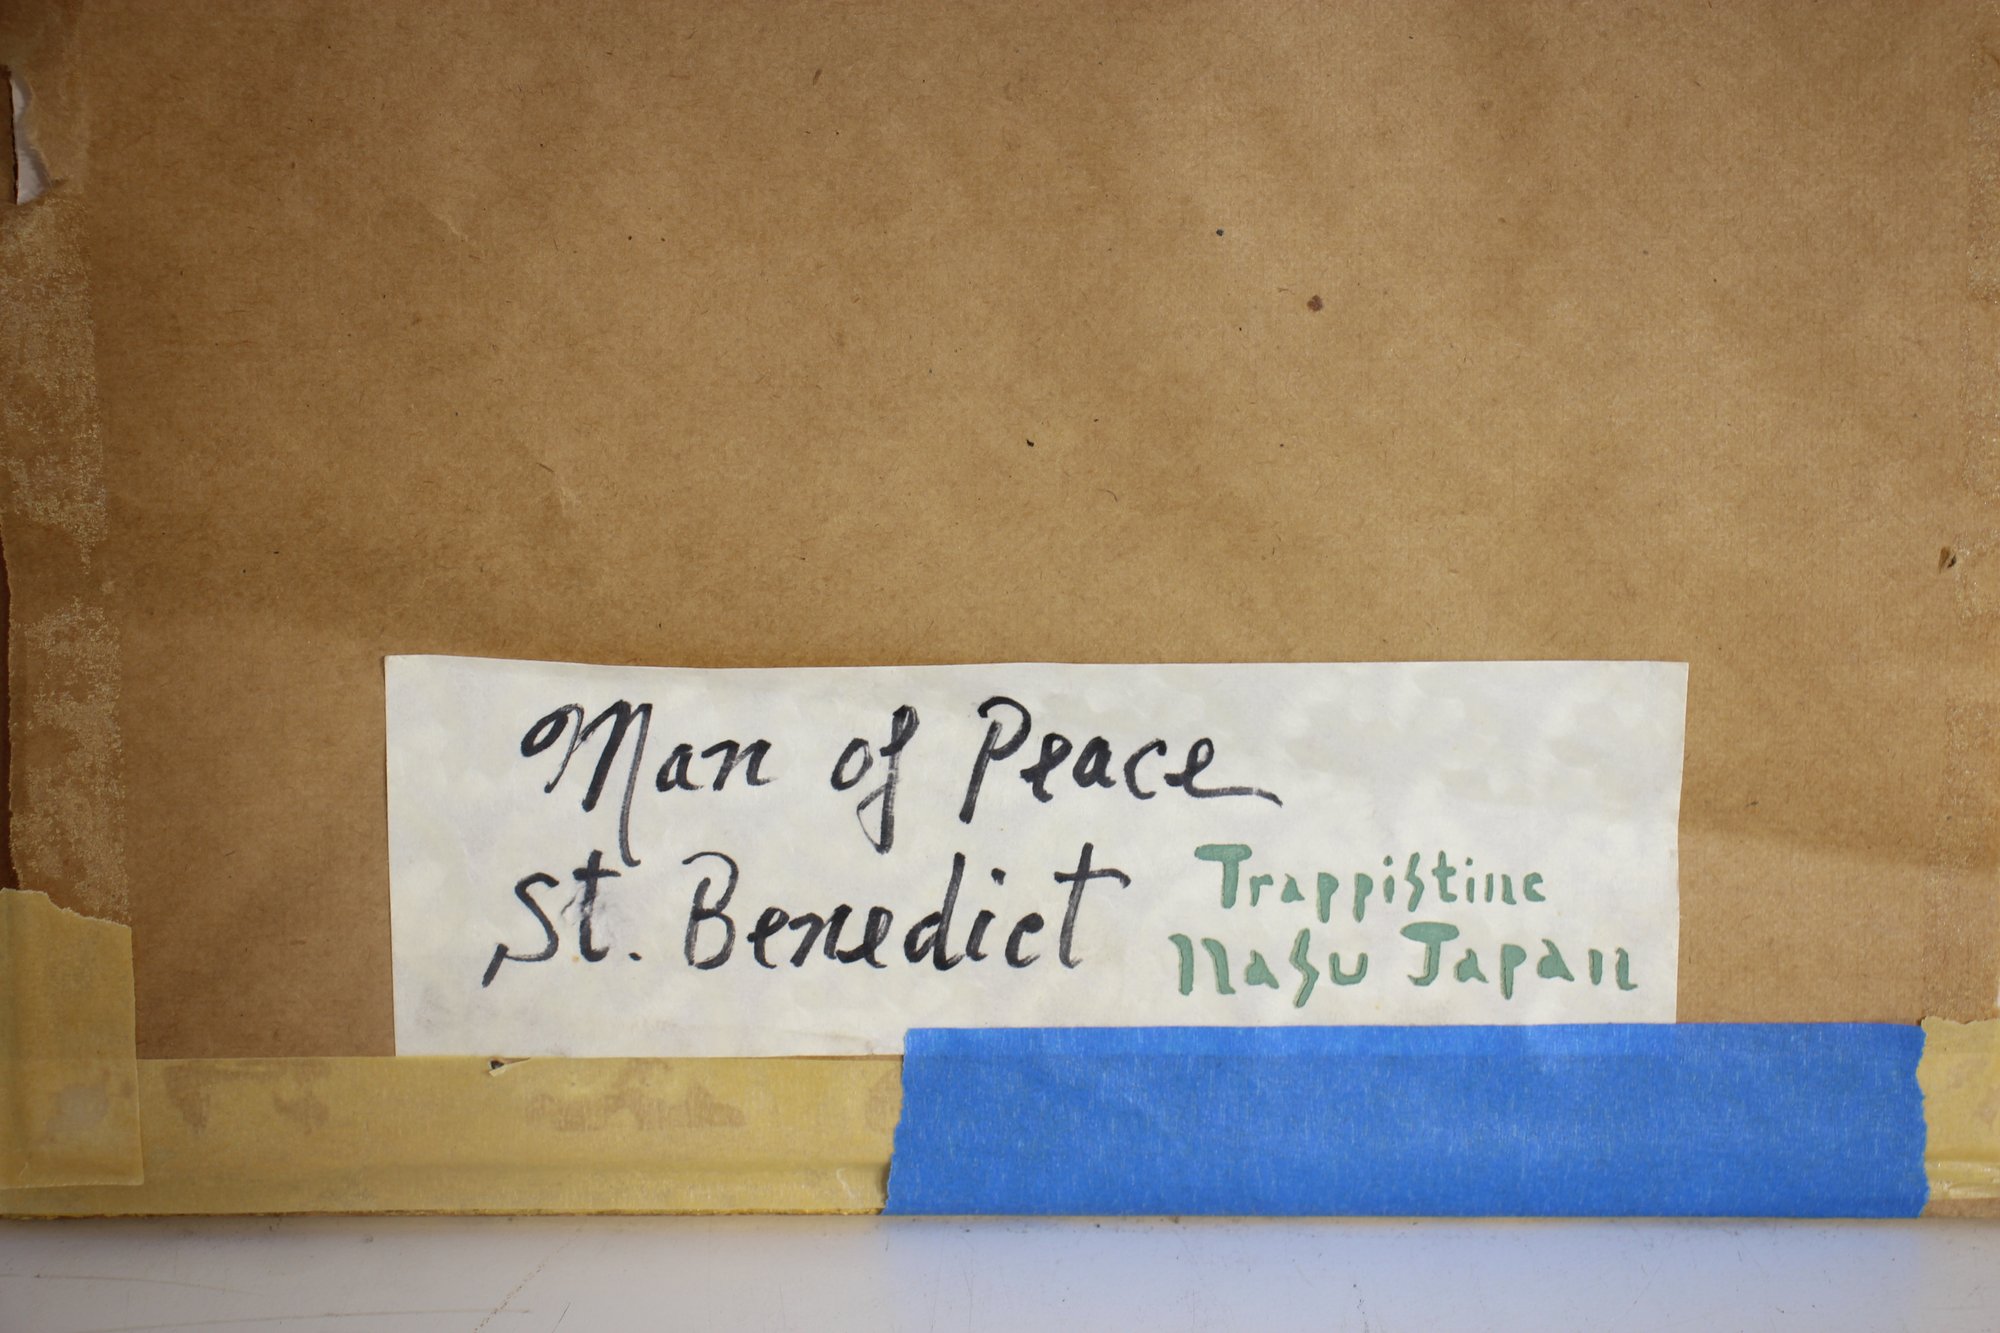 Man of Peace
St. Benedict
Trappistine
Nasu Japan